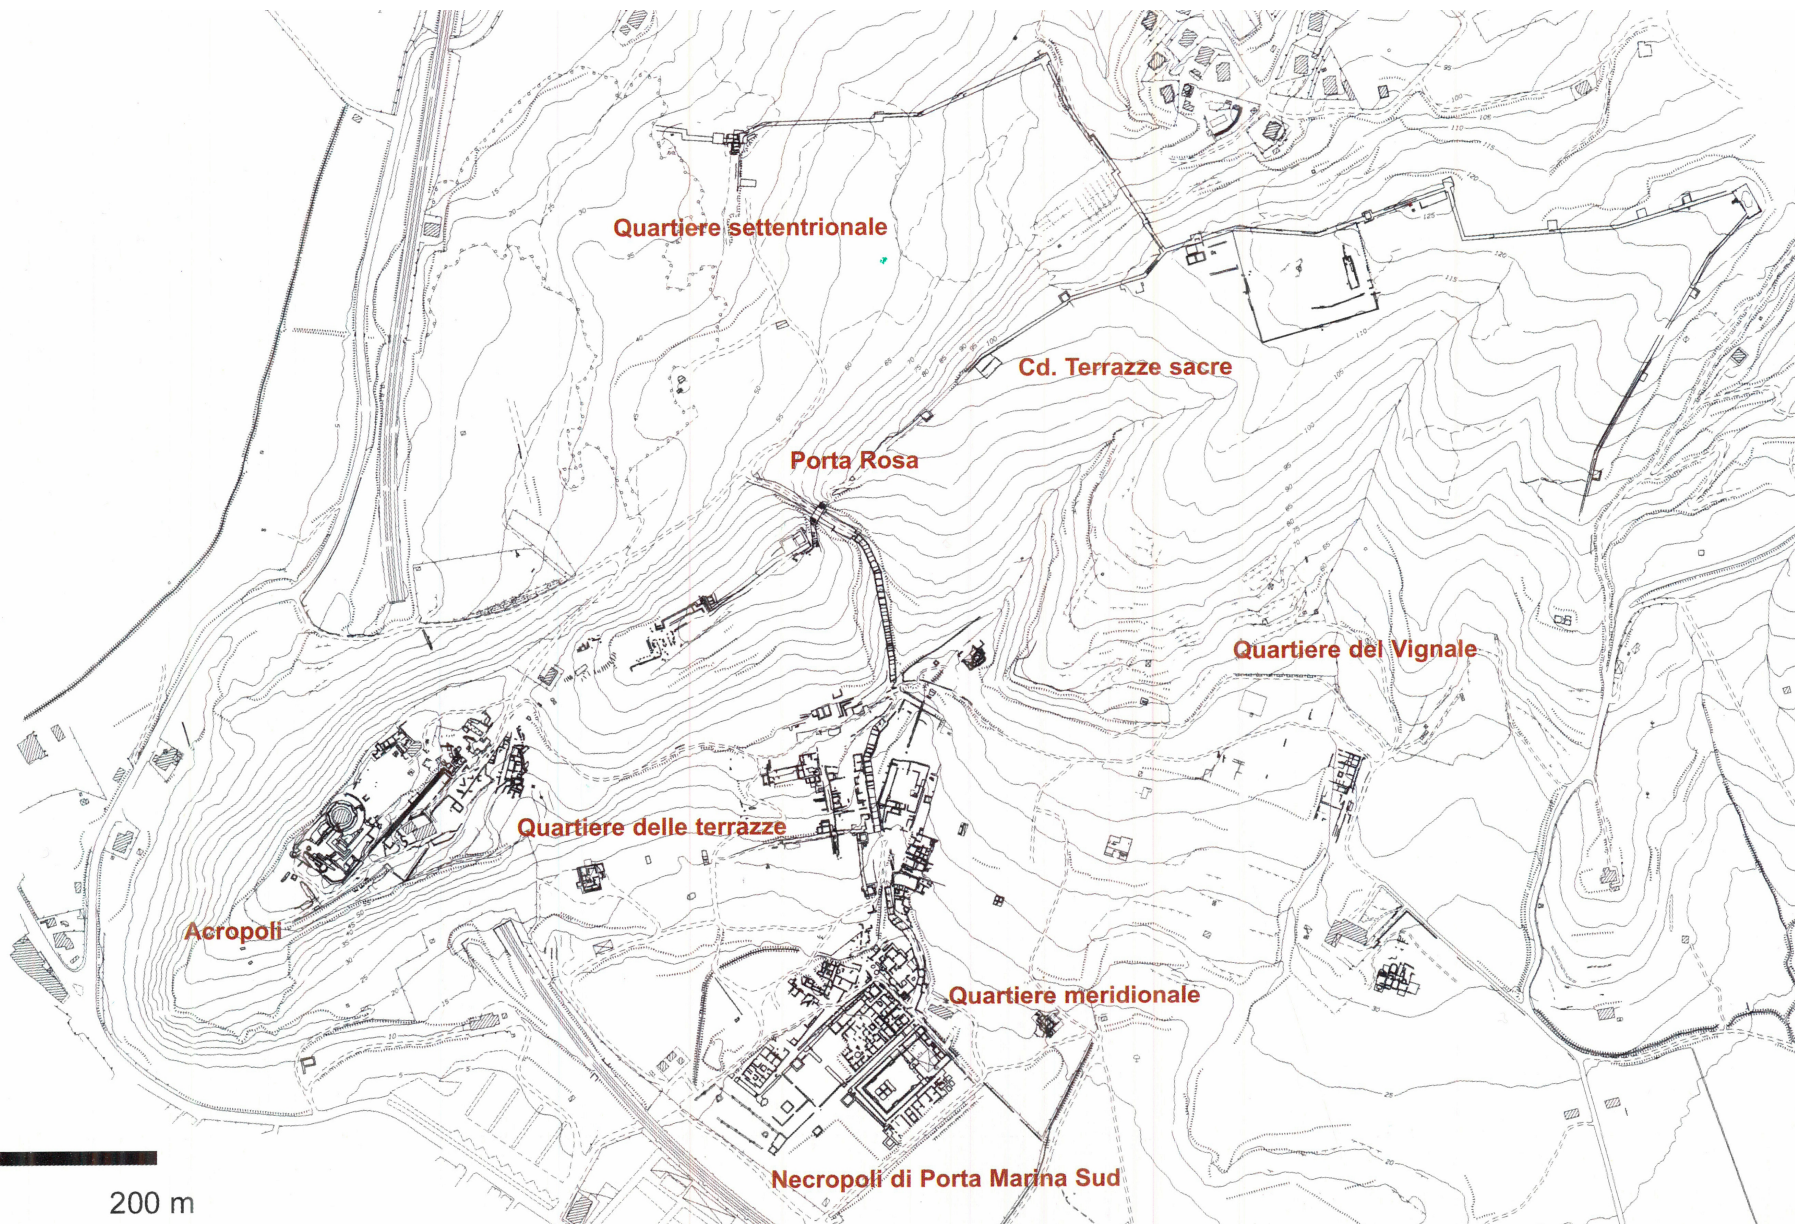 Quartiere settentrionale
Cd. Terrazze sacre
Porta Rosa
Quartiere del Vignale
Quartiere delle terrazze
Acropoli
Quartiere meridionale
Necropoli di Porta Marina Sud
200 m